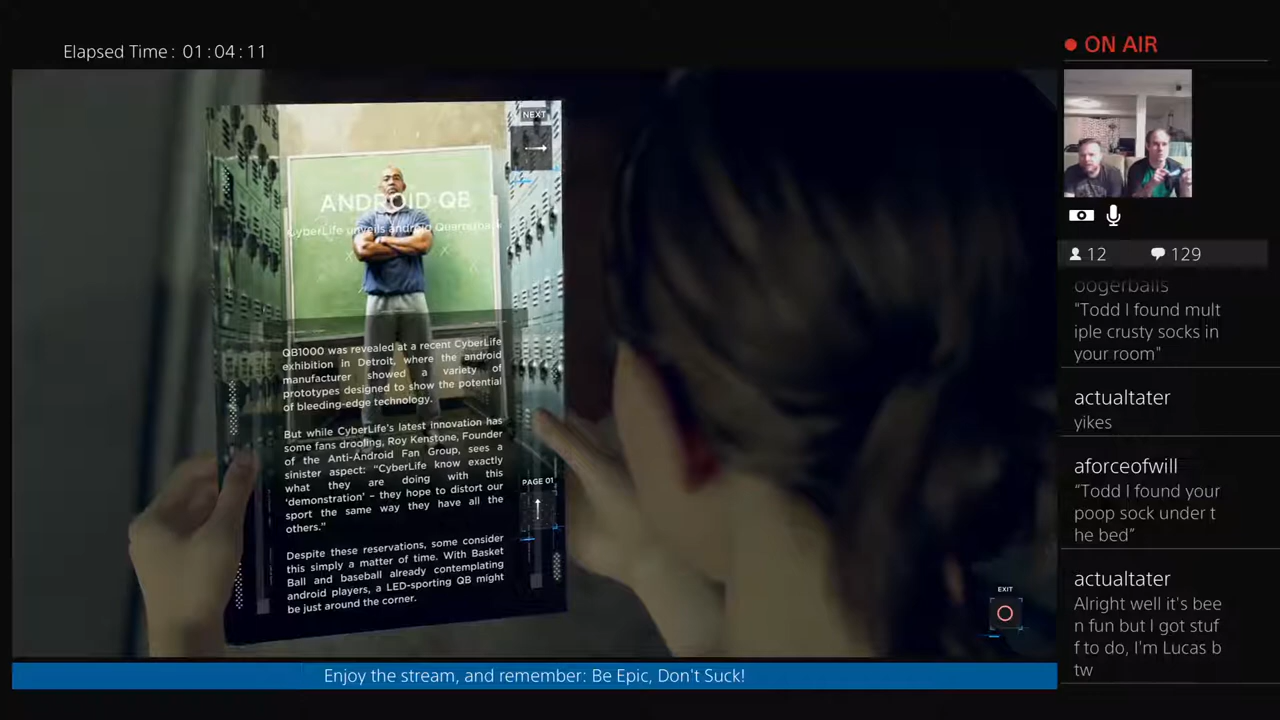 Elapsed Time: 01:04:11
ON AIR
12
129
NEXT
ANDROID QB
CyberLife unveils android Quarterback
QB1000 was revealed at a recent CyberLife
exhibition in Detroit, where the android
manufacturer showed a variety of
prototypes designed to show the potential
of bleeding-edge technology.
But while CyberLife's latest innovation has
some fans drooling, Roy Kenstone, Founder
of the Anti-Android Fan Group, sees a
sinister aspect: "CyberLife know exactly
what they are doing with this
'demonstration' – they hope to distort our
sport the same way they have all the
others."
Despite these reservations, some consider
this simply a matter of time. With Basket
Ball and baseball already contemplating
android players, a LED-sporting QB might
be just around the corner.
PAGE 01
EXIT
oogerballs
"Todd I found mult
iple crusty socks in
your room"
actualtater
yikes
aforceofwill
"Todd I found your
poop sock under t
he bed"
actualtater
Alright well it's bee
n fun but I got stuf
f to do, I'm Lucas b
tw
Enjoy the stream, and remember: Be Epic, Don't Suck!